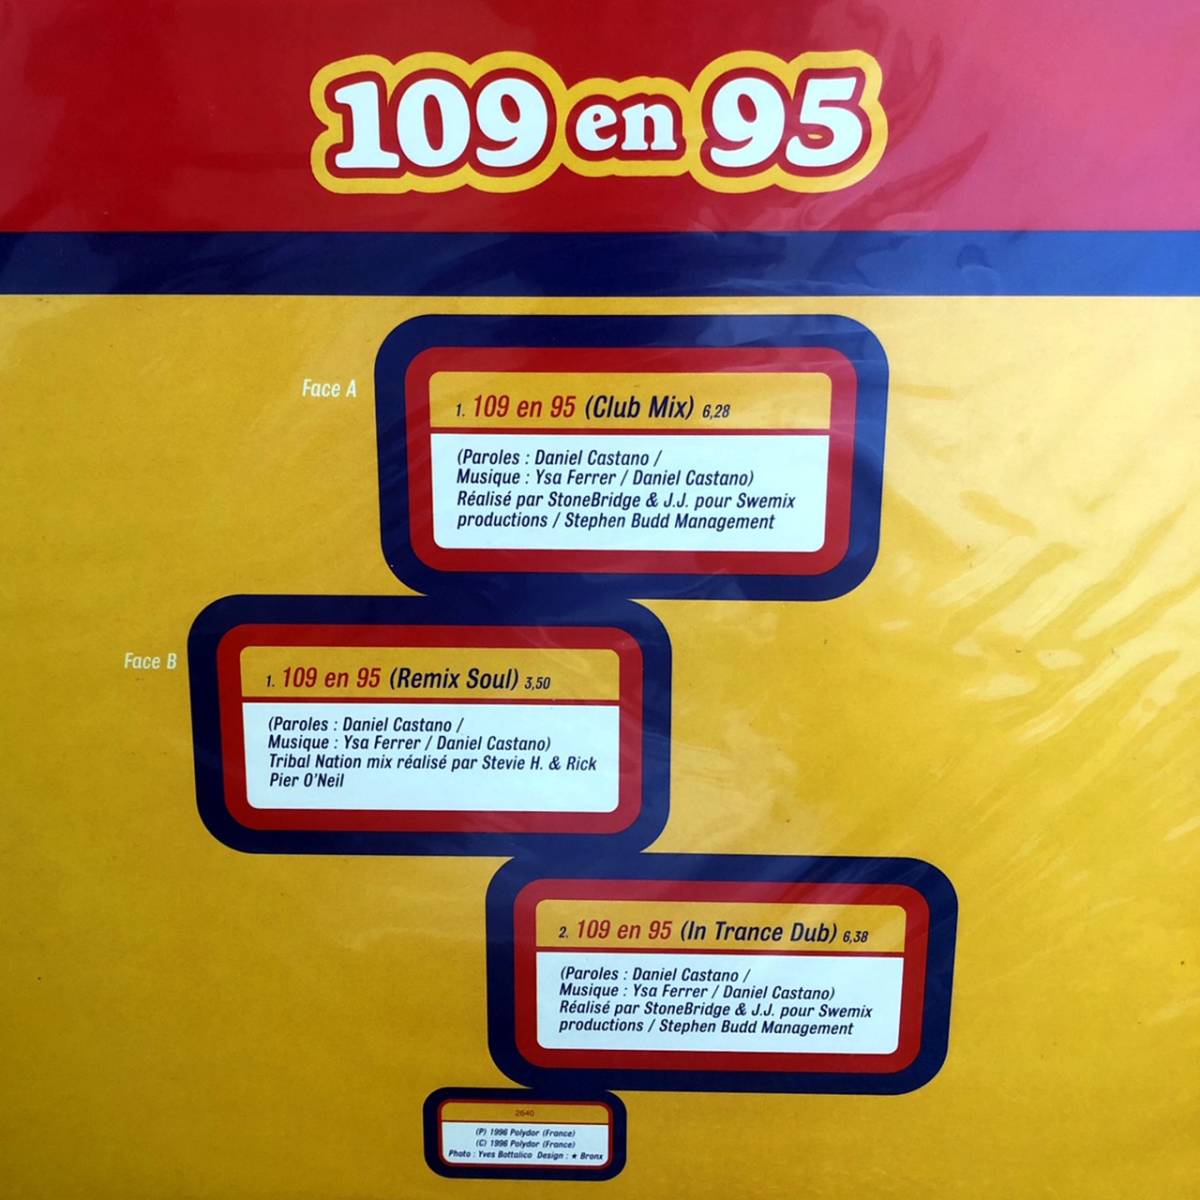 109 en 95
Face A
1. 109 en 95 (Club Mix) 6,28
(Paroles : Daniel Castano /
Musique : Ysa Ferrer / Daniel Castano)
Réalisé par StoneBridge & J.J. pour Swemix
productions / Stephen Budd Management
Face B
1. 109 en 95 (Remix Soul) 3,50
(Paroles : Daniel Castano /
Musique : Ysa Ferrer / Daniel Castano)
Tribal Nation mix réalisé par Stevie H. & Rick
Pier O'Neil
2. 109 en 95 (In Trance Dub) 6,38
(Paroles : Daniel Castano /
Musique : Ysa Ferrer / Daniel Castano)
Réalisé par StoneBridge & J.J. pour Swemix
productions / Stephen Budd Management
2640
(P) 1996 Polydor (France)
(C) 1996 Polydor (France)
Photo : Yves Bottalico Design : ★ Bronx